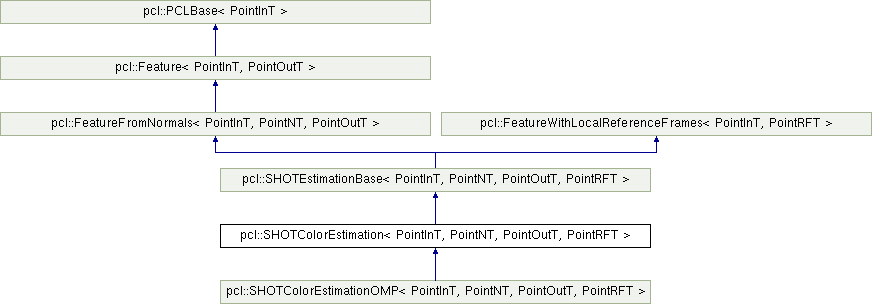 pcl::PCLBase< PointInT >
pcl::Feature< PointInT, PointOutT >
pcl::FeatureFromNormals< PointInT, PointNT, PointOutT >
pcl::FeatureWithLocalReferenceFrames< PointInT, PointRFT >
pcl::SHOTEstimationBase< PointInT, PointNT, PointOutT, PointRFT >
pcl::SHOTColorEstimation< PointInT, PointNT, PointOutT, PointRFT >
pcl::SHOTColorEstimationOMP< PointInT, PointNT, PointOutT, PointRFT >